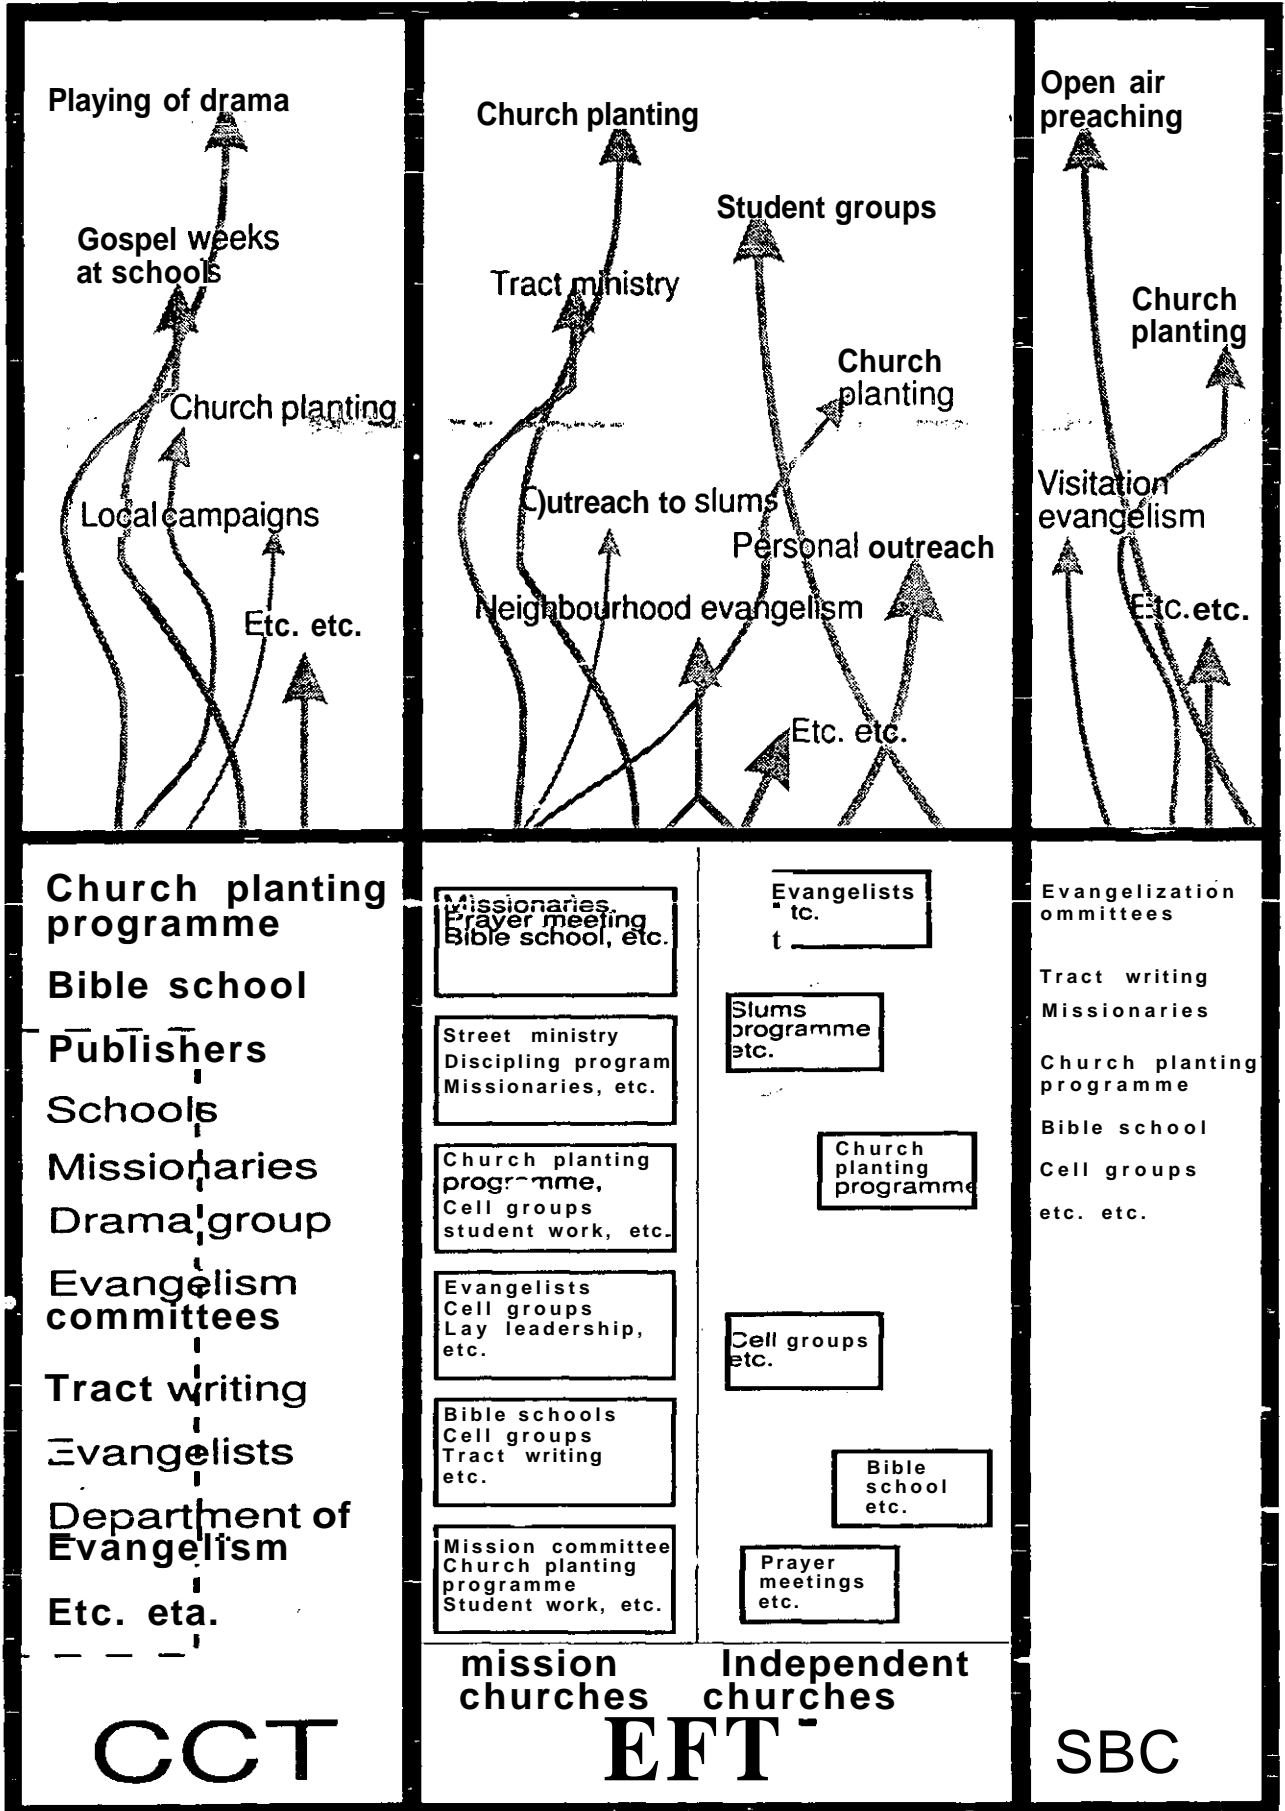 Playing of drama
Gospel weeks
at schools
Church planting
Local campaigns
Etc. etc.
Church planting
Student groups
Tract ministry
Church
planting
Outreach to slums
Personal outreach
Neighbourhood evangelism
Etc. etc.
Open air
preaching
Church
planting
Visitation
evangelism
Etc. etc.
Church planting
programme
Bible school
Publishers
Schools
Missionaries
Drama group
Evangelism
committees
Tract writing
Evangelists
Department of
Evangelism
Etc. eta.
CCT
Missionaries,
Prayer meeting
Bible school, etc.
Street ministry
Discipling program
Missionaries, etc.
Church planting
programme,
Cell groups
student work, etc.
Evangelists
Cell groups
Lay leadership,
etc.
Bible schools
Cell groups
Tract writing
etc.
Mission committee
Church planting
programme
Student work, etc.
mission
churches
Evangelists
tc.
t
Slums
programme
etc.
Church
planting
programme
Cell groups
etc.
Bible
school
etc.
Prayer
meetings
etc.
Independent
churches
EFT
Evangelization
ommittees
Tract writing
Missionaries
Church planting
programme
Bible school
Cell groups
etc. etc.
SBC